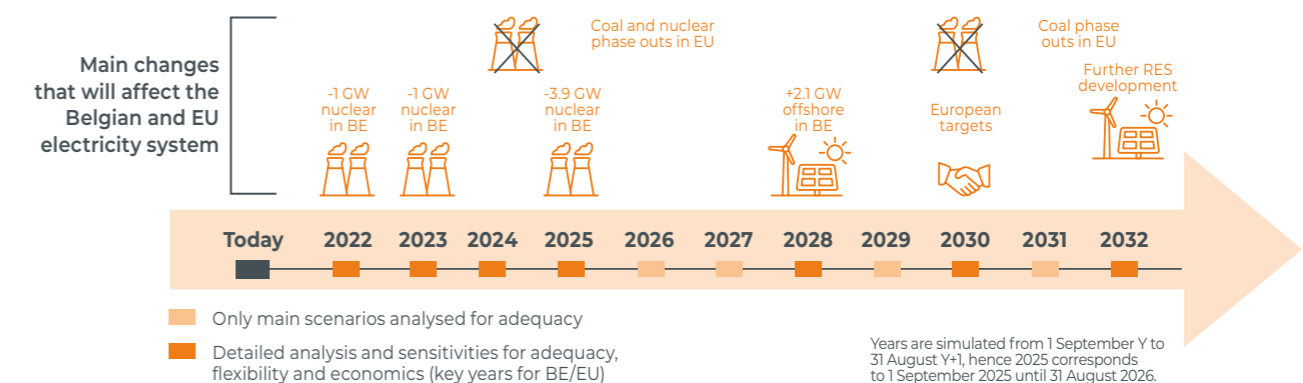 Main changes
that will affect the
Belgian and EU
electricity system
Coal and nuclear
phase outs in EU
Coal phase
outs in EU
Further RES
development
-1 GW
nuclear
in BE
-1 GW
nuclear
in BE
-3.9 GW
nuclear
in BE
+2.1 GW
offshore
in BE
European
targets
Today 2022 2023 2024 2025 2026 2027 2028 2029 2030 2031 2032
Only main scenarios analysed for adequacy
Detailed analysis and sensitivities for adequacy,
flexibility and economics (key years for BE/EU)
Years are simulated from 1 September Y to
31 August Y+1, hence 2025 corresponds
to 1 September 2025 until 31 August 2026.